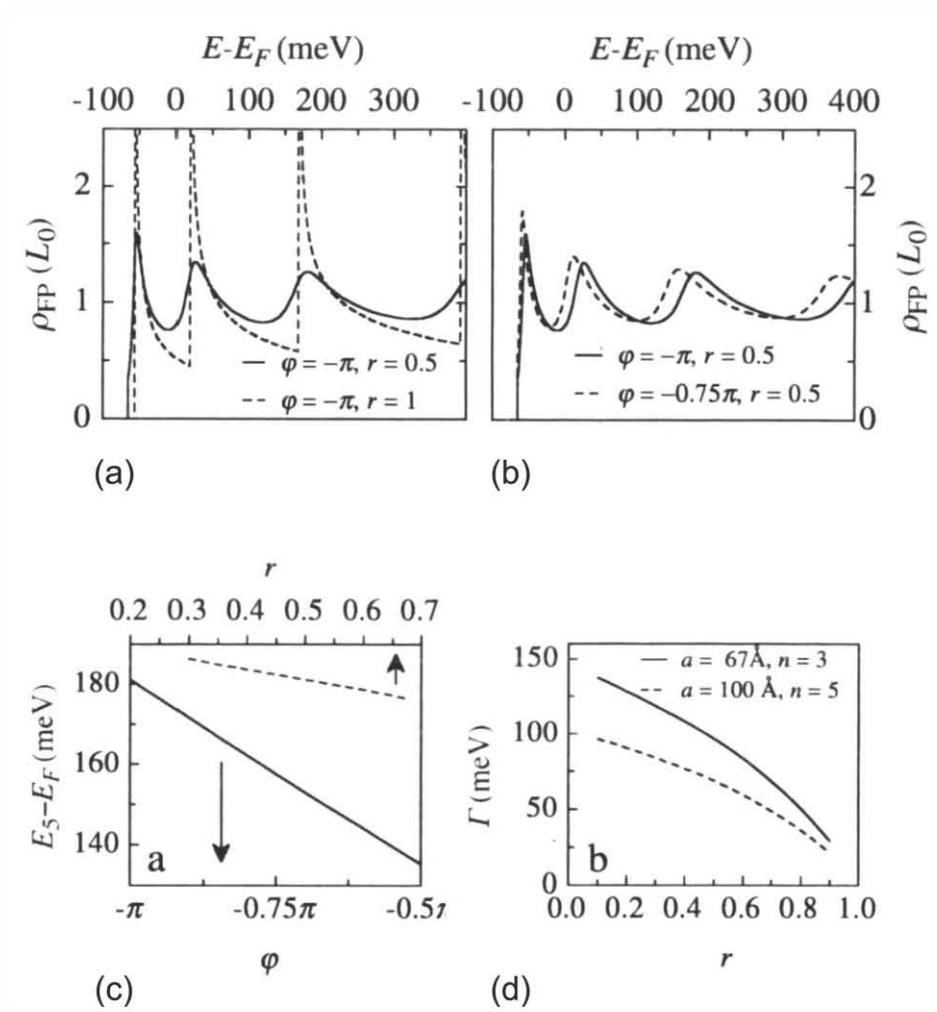 E-E_F (meV)
-100 0 100 200 300
2
1
0
ρ_FP (L_0)
φ = −π, r = 0.5
φ = −π, r = 1
(a)
E-E_F (meV)
-100 0 100 200 300 400
2
1
0
ρ_FP (L_0)
φ = −π, r = 0.5
φ = −0.75π, r = 0.5
(b)
r
0.2 0.3 0.4 0.5 0.6 0.7
180
160
140
E_5−E_F (meV)
a
-π -0.75π
φ
(c)
150
100
50
0
Γ (meV)
a = 67Å, n = 3
a = 100 Å, n = 5
b
0.0 0.2 0.4 0.6 0.8 1.0
r
(d)